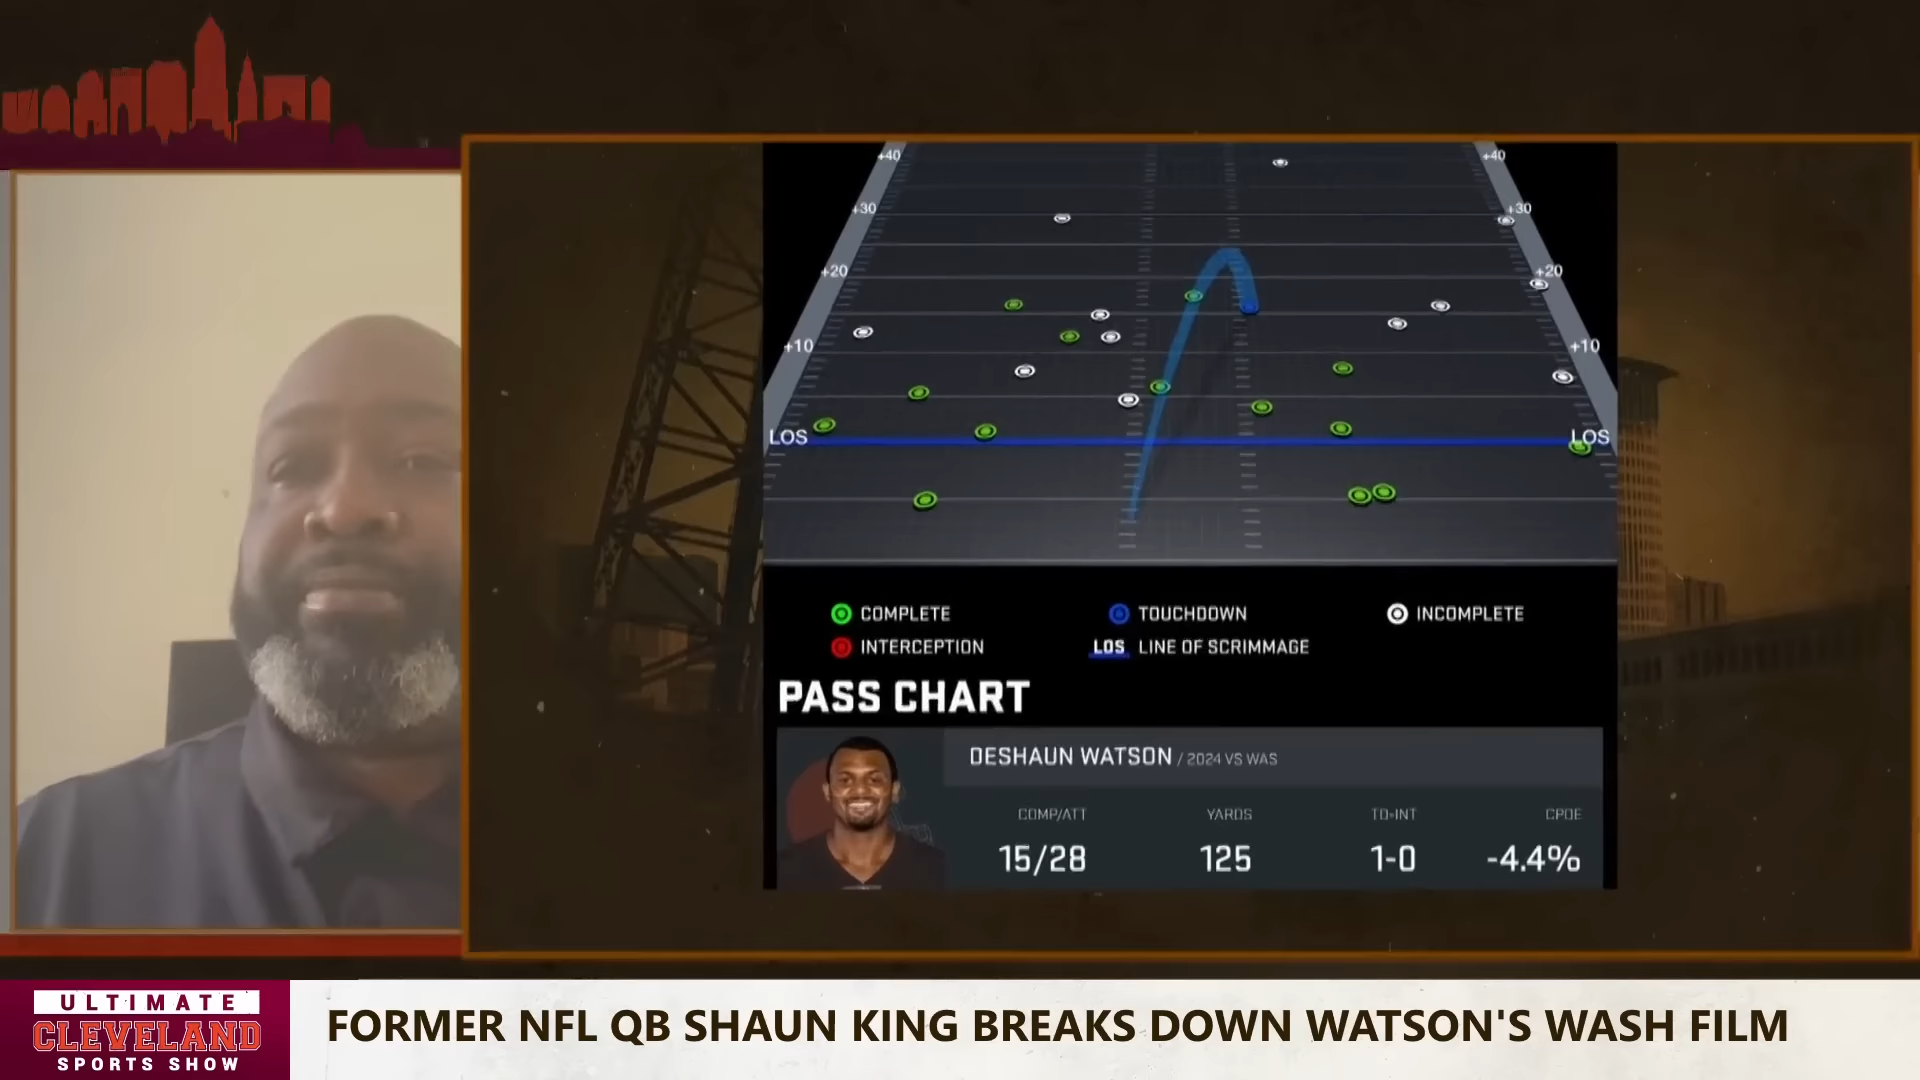 +40 +40
+30 +30
+20 +20
+10 +10
LOS LOS
COMPLETE TOUCHDOWN INCOMPLETE
INTERCEPTION LOS LINE OF SCRIMMAGE
PASS CHART
DESHAUN WATSON / 2024 VS WAS
COMP/ATT YARDS TD-INT CPOE
15/28 125 1-0 -4.4%
ULTIMATE
CLEVELAND
SPORTS SHOW
FORMER NFL QB SHAUN KING BREAKS DOWN WATSON'S WASH FILM